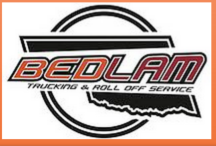 BEDLAM
TRUCKING & ROLL OFF SERVICE